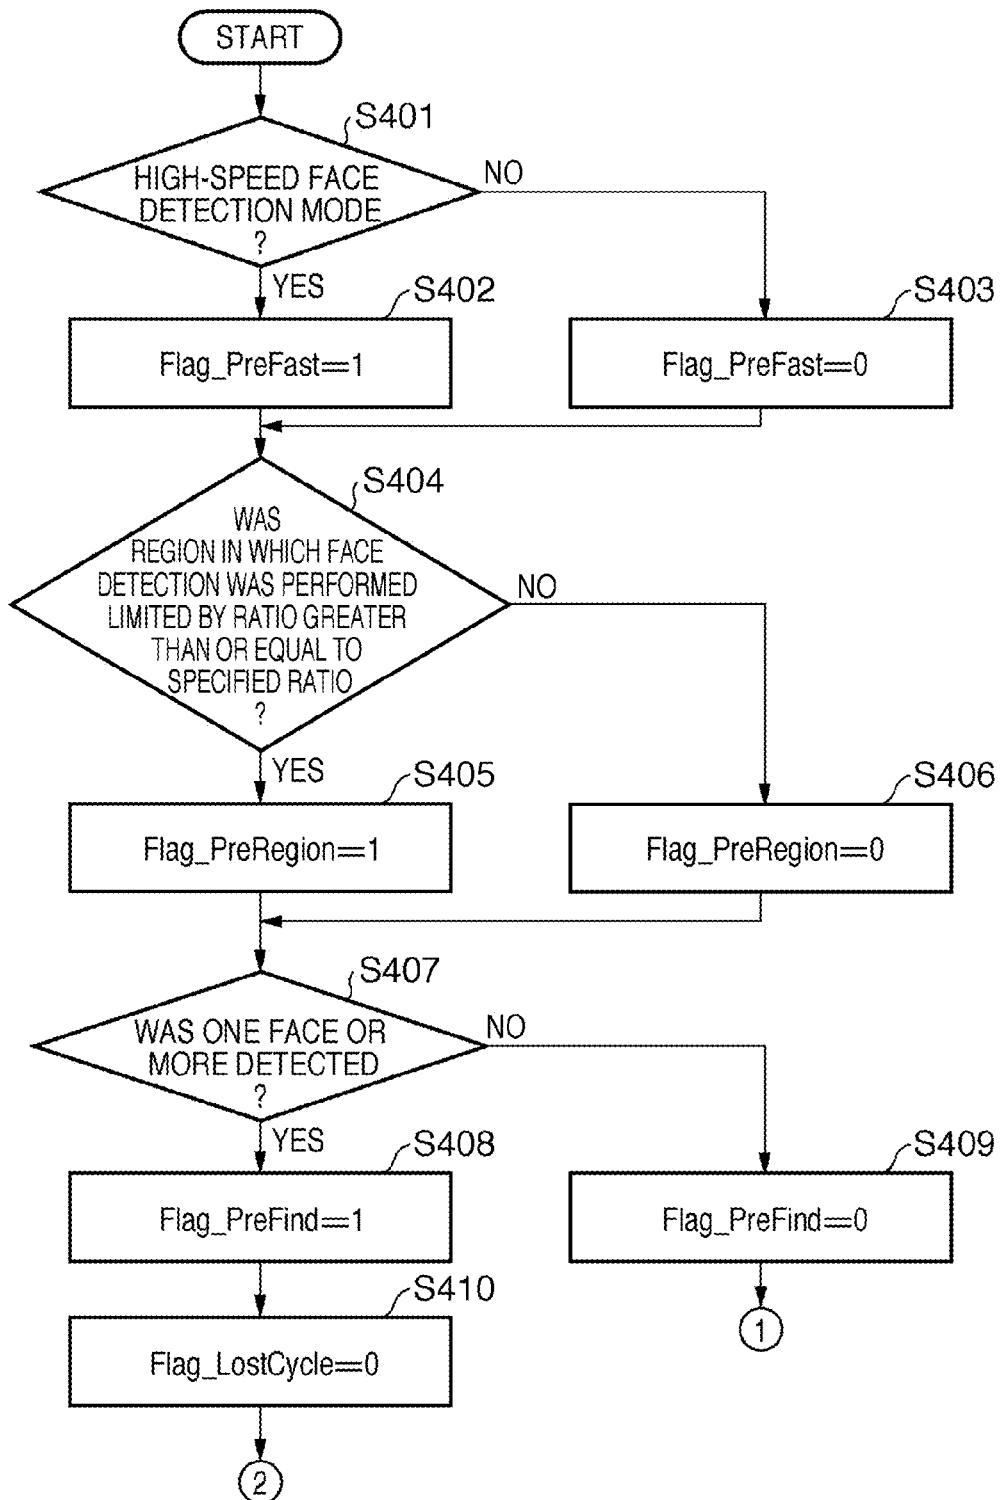 START
S401
HIGH-SPEED FACE
DETECTION MODE
?
NO
YES
S402
S403
Flag_PreFast==1
Flag_PreFast==0
S404
WAS
REGION IN WHICH FACE
DETECTION WAS PERFORMED
LIMITED BY RATIO GREATER
THAN OR EQUAL TO
SPECIFIED RATIO
?
NO
YES
S405
S406
Flag_PreRegion==1
Flag_PreRegion==0
S407
WAS ONE FACE OR
MORE DETECTED
?
NO
YES
S408
S409
Flag_PreFind==1
Flag_PreFind==0
S410
1
Flag_LostCycle==0
2